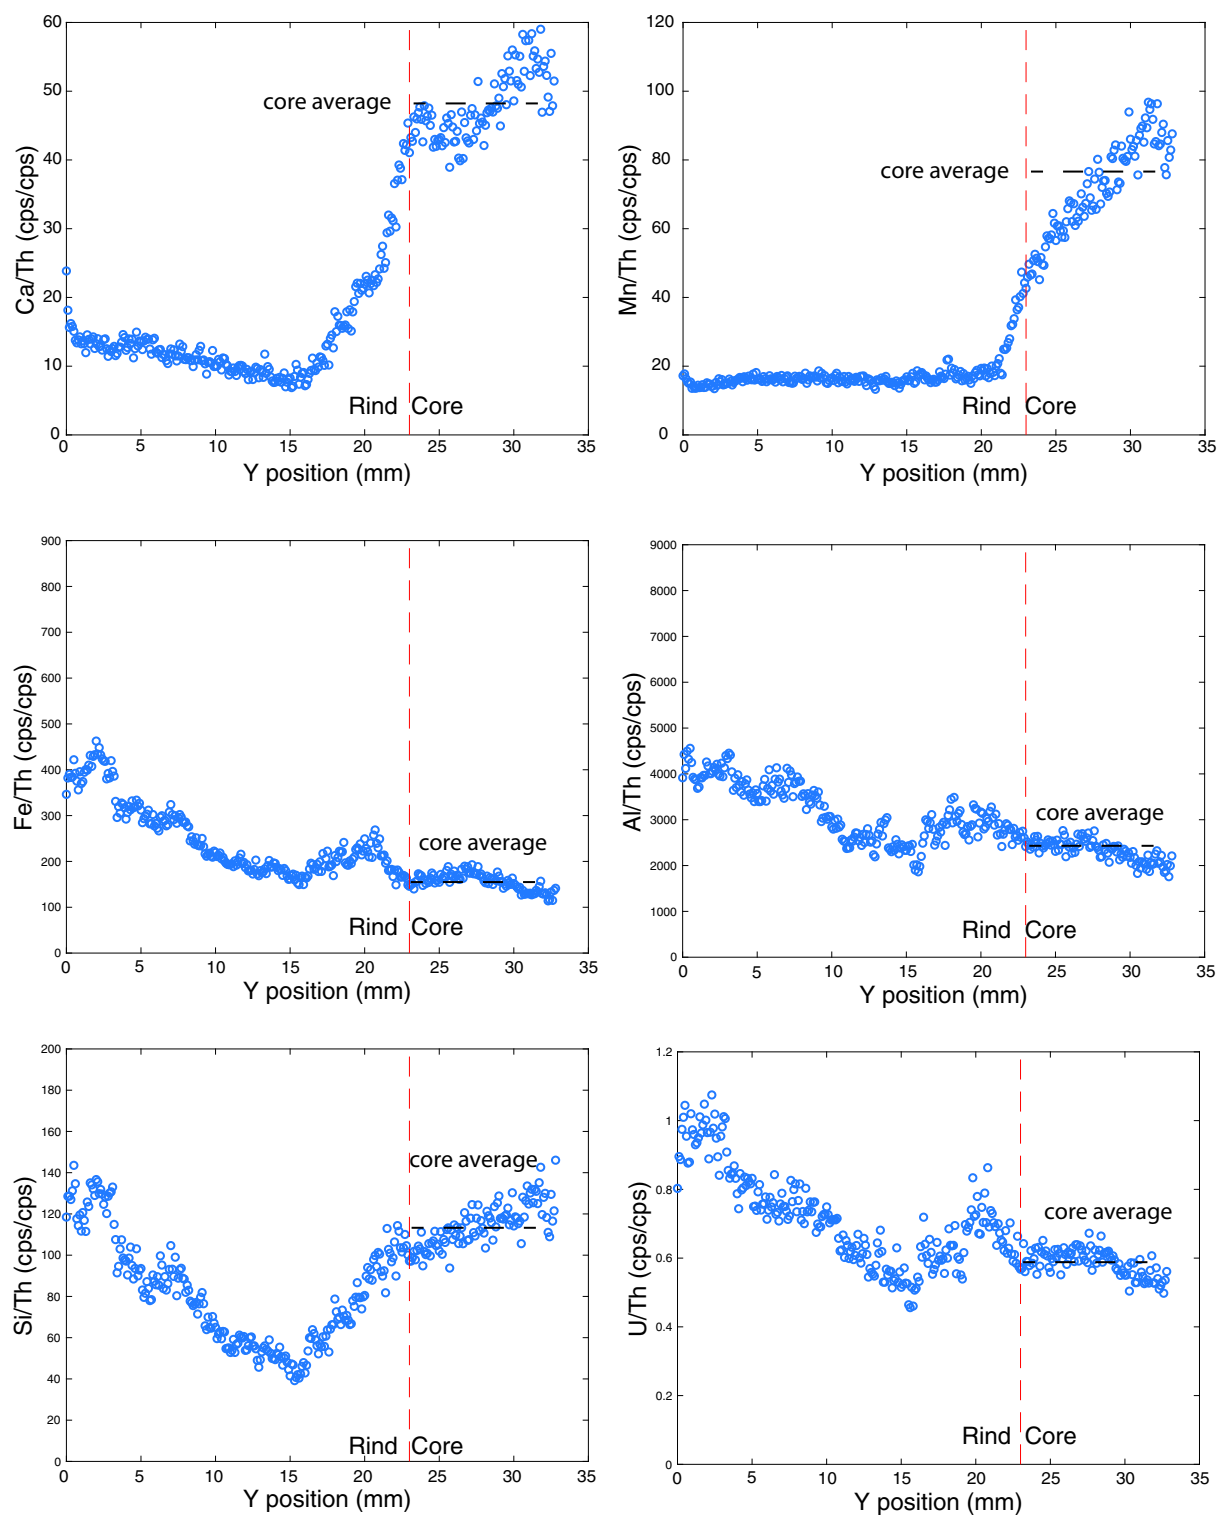 60
50
40
30
20
10
0
Ca/Th (cps/cps)
core average
Rind Core
0 5 10 15 20 25 30 35
Y position (mm)
120
100
80
60
40
20
0
Mn/Th (cps/cps)
core average
Rind Core
0 5 10 15 20 25 30 35
Y position (mm)
900
800
700
600
500
400
300
200
100
0
Fe/Th (cps/cps)
core average
Rind Core
0 5 10 15 20 25 30 35
Y position (mm)
9000
8000
7000
6000
5000
4000
3000
2000
1000
0
Al/Th (cps/cps)
core average
Rind Core
0 5 10 15 20 25 30 35
Y position (mm)
200
180
160
140
120
100
80
60
40
20
0
Si/Th (cps/cps)
core average
Rind Core
0 5 10 15 20 25 30 35
Y position (mm)
1.2
1
0.8
0.6
0.4
0.2
0
U/Th (cps/cps)
core average
Rind Core
0 5 10 15 20 25 30 35
Y position (mm)